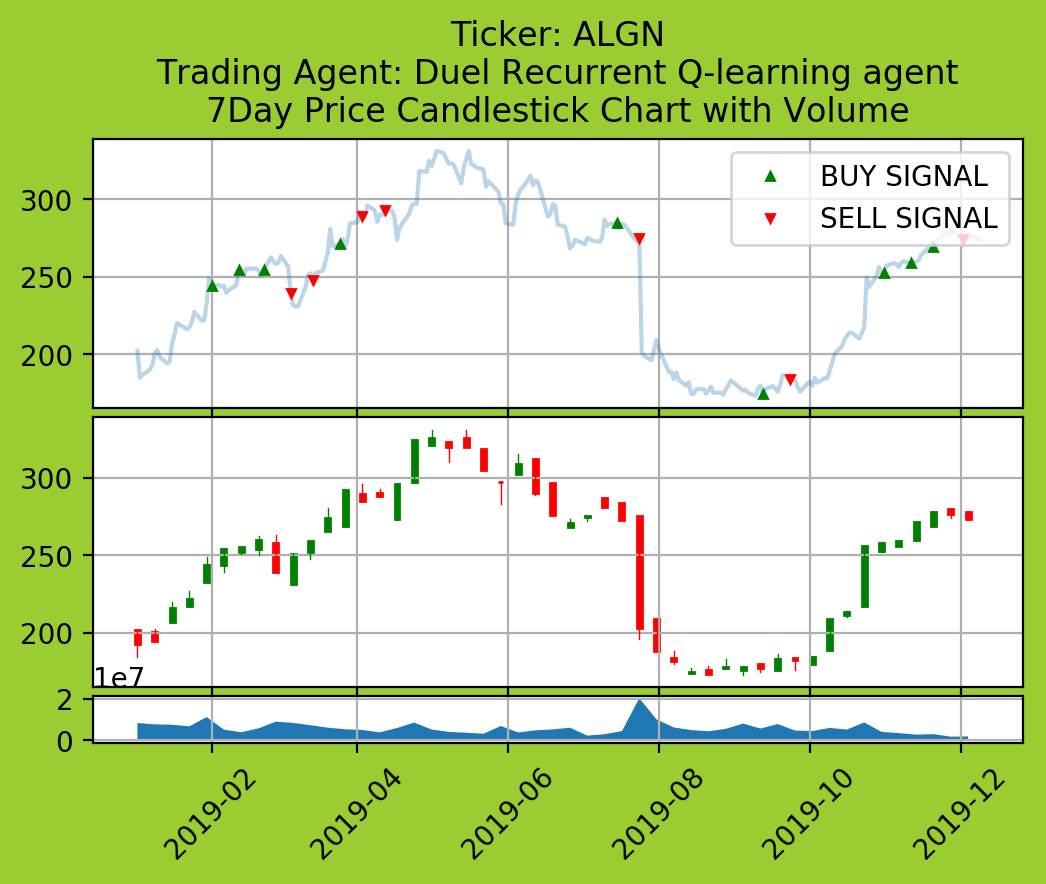 Ticker: ALGN
Trading Agent: Duel Recurrent Q-learning agent
7Day Price Candlestick Chart with Volume
BUY SIGNAL
SELL SIGNAL
300
250
200
300
250
200
1e7
2
0
2019-02
2019-04
2019-06
2019-08
2019-10
2019-12